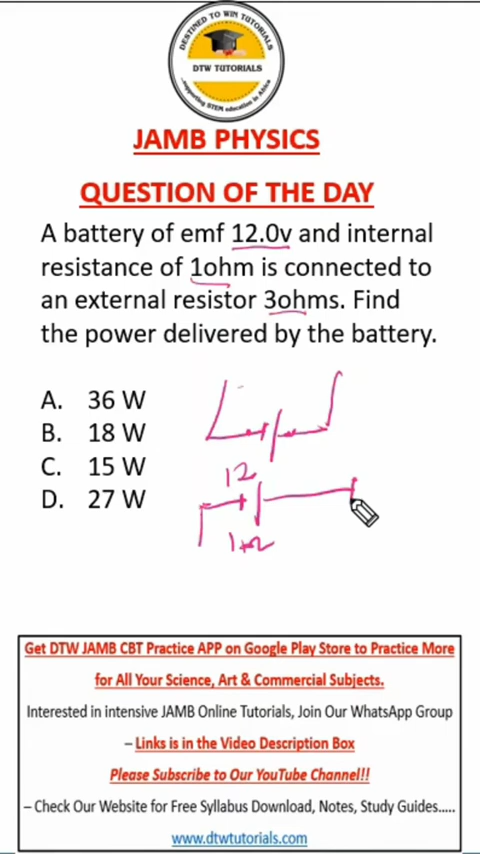 DESTINED TO WIN TUTORIALS
DTW TUTORIALS
...supporting STEM education in Africa
JAMB PHYSICS
QUESTION OF THE DAY
A battery of emf 12.0v and internal
resistance of 1ohm is connected to
an external resistor 3ohms. Find
the power delivered by the battery.
A. 36 W
B. 18 W
C. 15 W
D. 27 W
12
Get DTW JAMB CBT Practice APP on Google Play Store to Practice More
for All Your Science, Art & Commercial Subjects.
Interested in intensive JAMB Online Tutorials, Join Our WhatsApp Group
– Links is in the Video Description Box
Please Subscribe to Our YouTube Channel!!
– Check Our Website for Free Syllabus Download, Notes, Study Guides.....
www.dtwtutorials.com